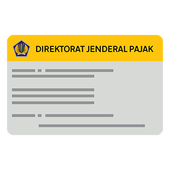 DIREKTORAT JENDERAL PAJAK